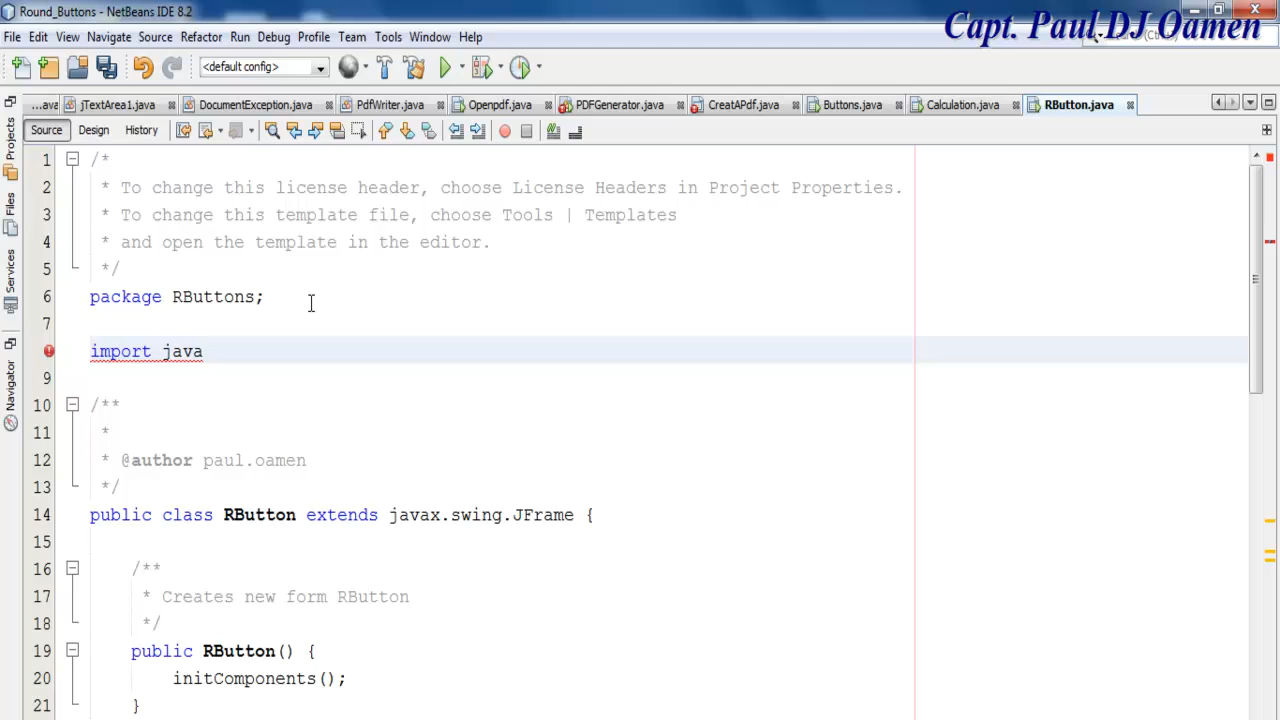 Round_Buttons - NetBeans IDE 8.2
Capt. Paul DJ Oamen
File Edit View Navigate Source Refactor Run Debug Profile Team Tools Window Help
<default config>
...ava jTextArea1.java DocumentException.java PdfWriter.java Openpdf.java PDFGenerator.java CreatAPdf.java Buttons.java Calculation.java RButton.java
Source Design History
Projects
Files
Services
Navigator
1 /*
2 * To change this license header, choose License Headers in Project Properties.
3 * To change this template file, choose Tools | Templates
4 * and open the template in the editor.
5 */
6 package RButtons;
7
8 import java
9
10 /**
11 *
12 * @author paul.oamen
13 */
14 public class RButton extends javax.swing.JFrame {
15
16 /**
17 * Creates new form RButton
18 */
19 public RButton() {
20 initComponents();
21 }